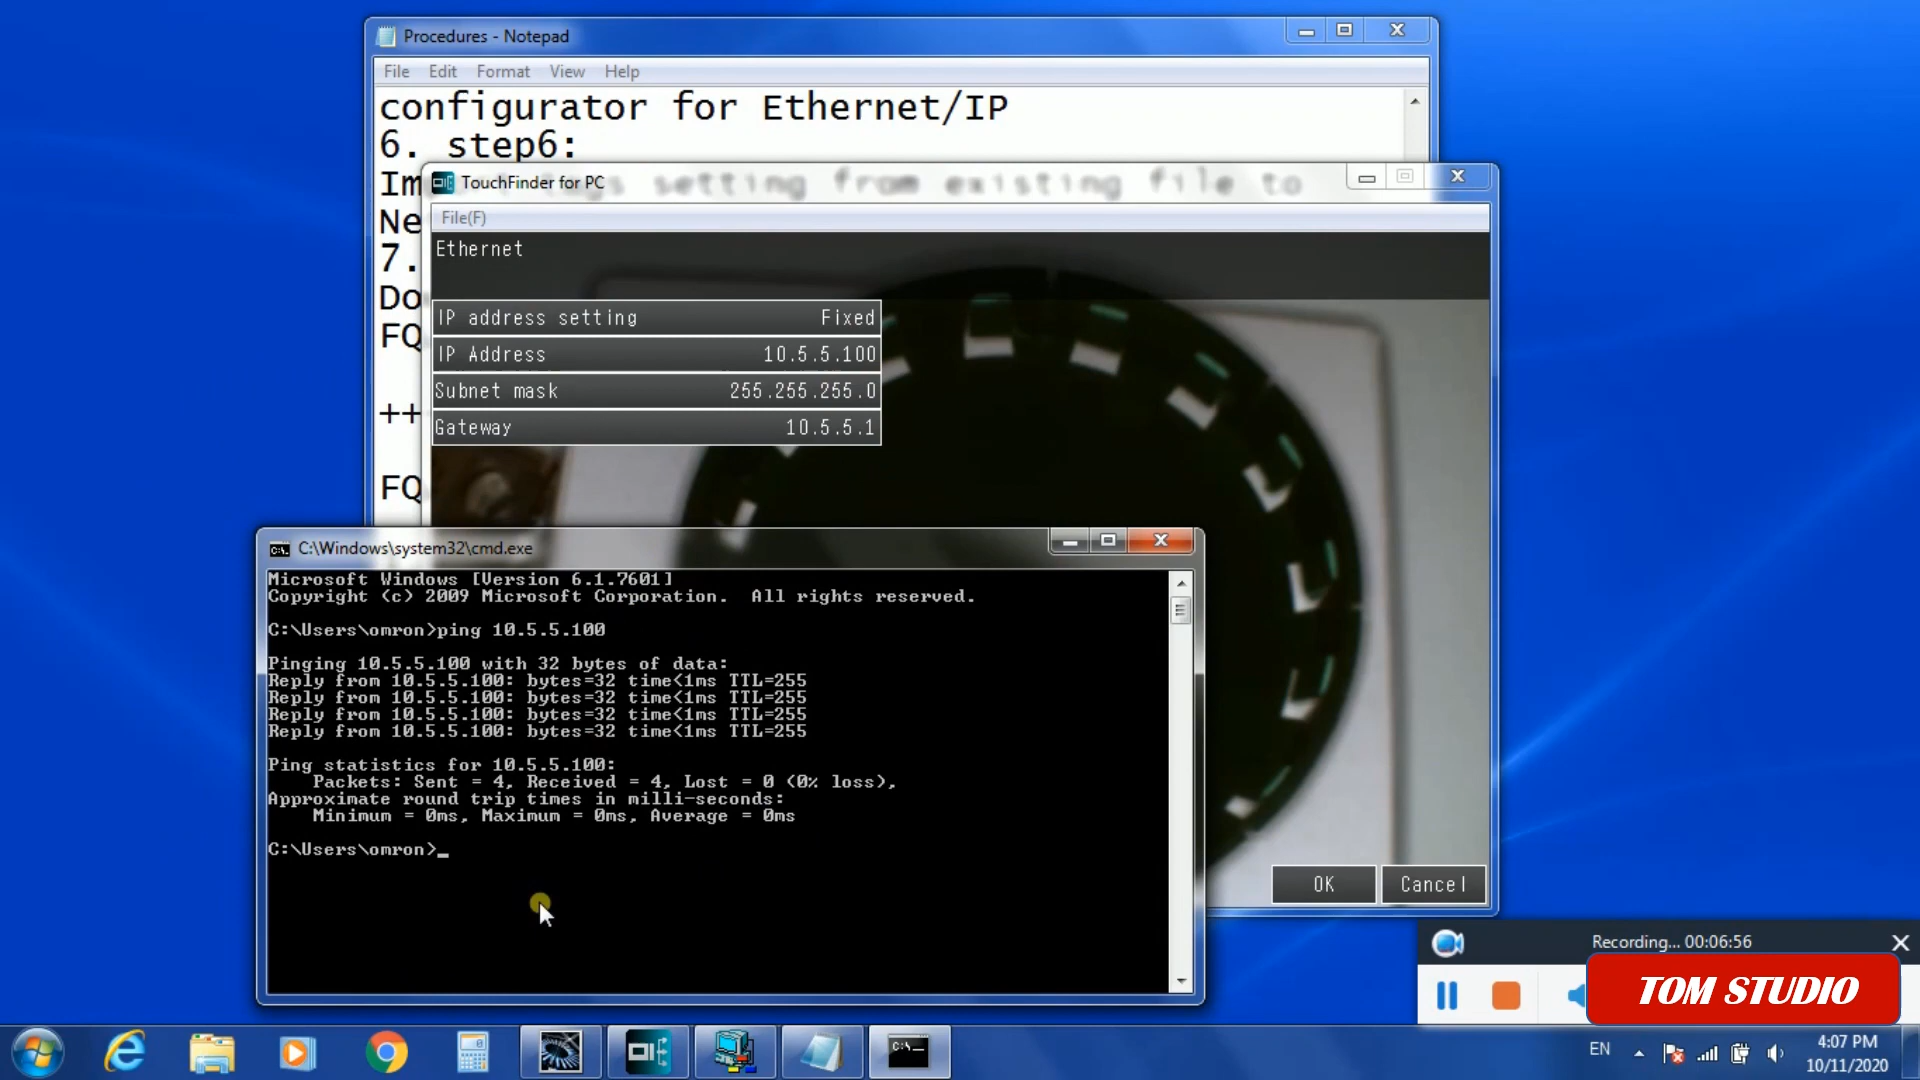 Procedures - Notepad
File Edit Format View Help
configurator for Ethernet/IP
6. step6:
Im
TouchFinder for PC
gs setting from existing file to
File(F)
Ne
Ethernet
7.
Do
IP address setting Fixed
FQ
IP Address 10.5.5.100
Subnet mask 255.255.255.0
++
Gateway 10.5.5.1
FQ
C:\Windows\system32\cmd.exe
Microsoft Windows [Version 6.1.7601]
Copyright (c) 2009 Microsoft Corporation. All rights reserved.
C:\Users\omron>ping 10.5.5.100
Pinging 10.5.5.100 with 32 bytes of data:
Reply from 10.5.5.100: bytes=32 time<1ms TTL=255
Reply from 10.5.5.100: bytes=32 time<1ms TTL=255
Reply from 10.5.5.100: bytes=32 time<1ms TTL=255
Reply from 10.5.5.100: bytes=32 time<1ms TTL=255
Ping statistics for 10.5.5.100:
Packets: Sent = 4, Received = 4, Lost = 0 (0% loss),
Approximate round trip times in milli-seconds:
Minimum = 0ms, Maximum = 0ms, Average = 0ms
C:\Users\omron>_
OK Cancel
Recording... 00:06:56
TOM STUDIO
EN
4:07 PM
10/11/2020